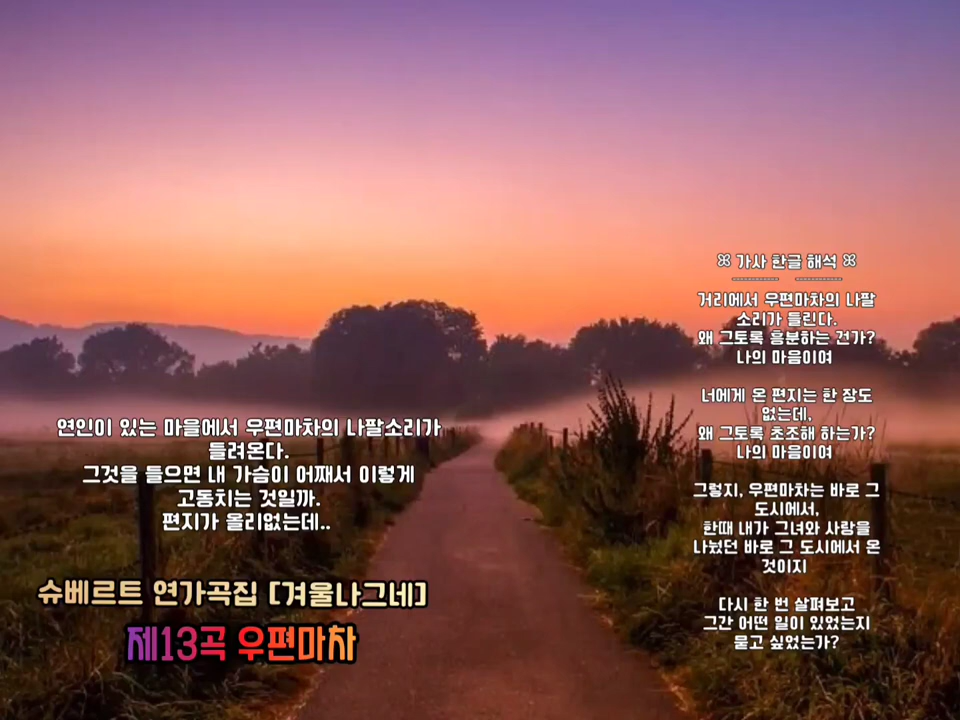 연인이 있는 마을에서 우편마차의 나팔소리가
들려온다.
그것을 들으면 내 가슴이 어째서 이렇게
고동치는 것일까.
편지가 올리없는데..
슈베르트 연가곡집 [겨울나그네]
제13곡 우편마차
ꕤ 가사 한글 해석 ꕤ
---------- ----------
거리에서 우편마차의 나팔
소리가 들린다.
왜 그토록 흥분하는 건가?
나의 마음이여
너에게 온 편지는 한 장도
없는데,
왜 그토록 초조해 하는가?
나의 마음이여
그렇지, 우편마차는 바로 그
도시에서,
한때 내가 그녀와 사랑을
나눴던 바로 그 도시에서 온
것이지
다시 한 번 살펴보고
그간 어떤 일이 있었는지
묻고 싶었는가?